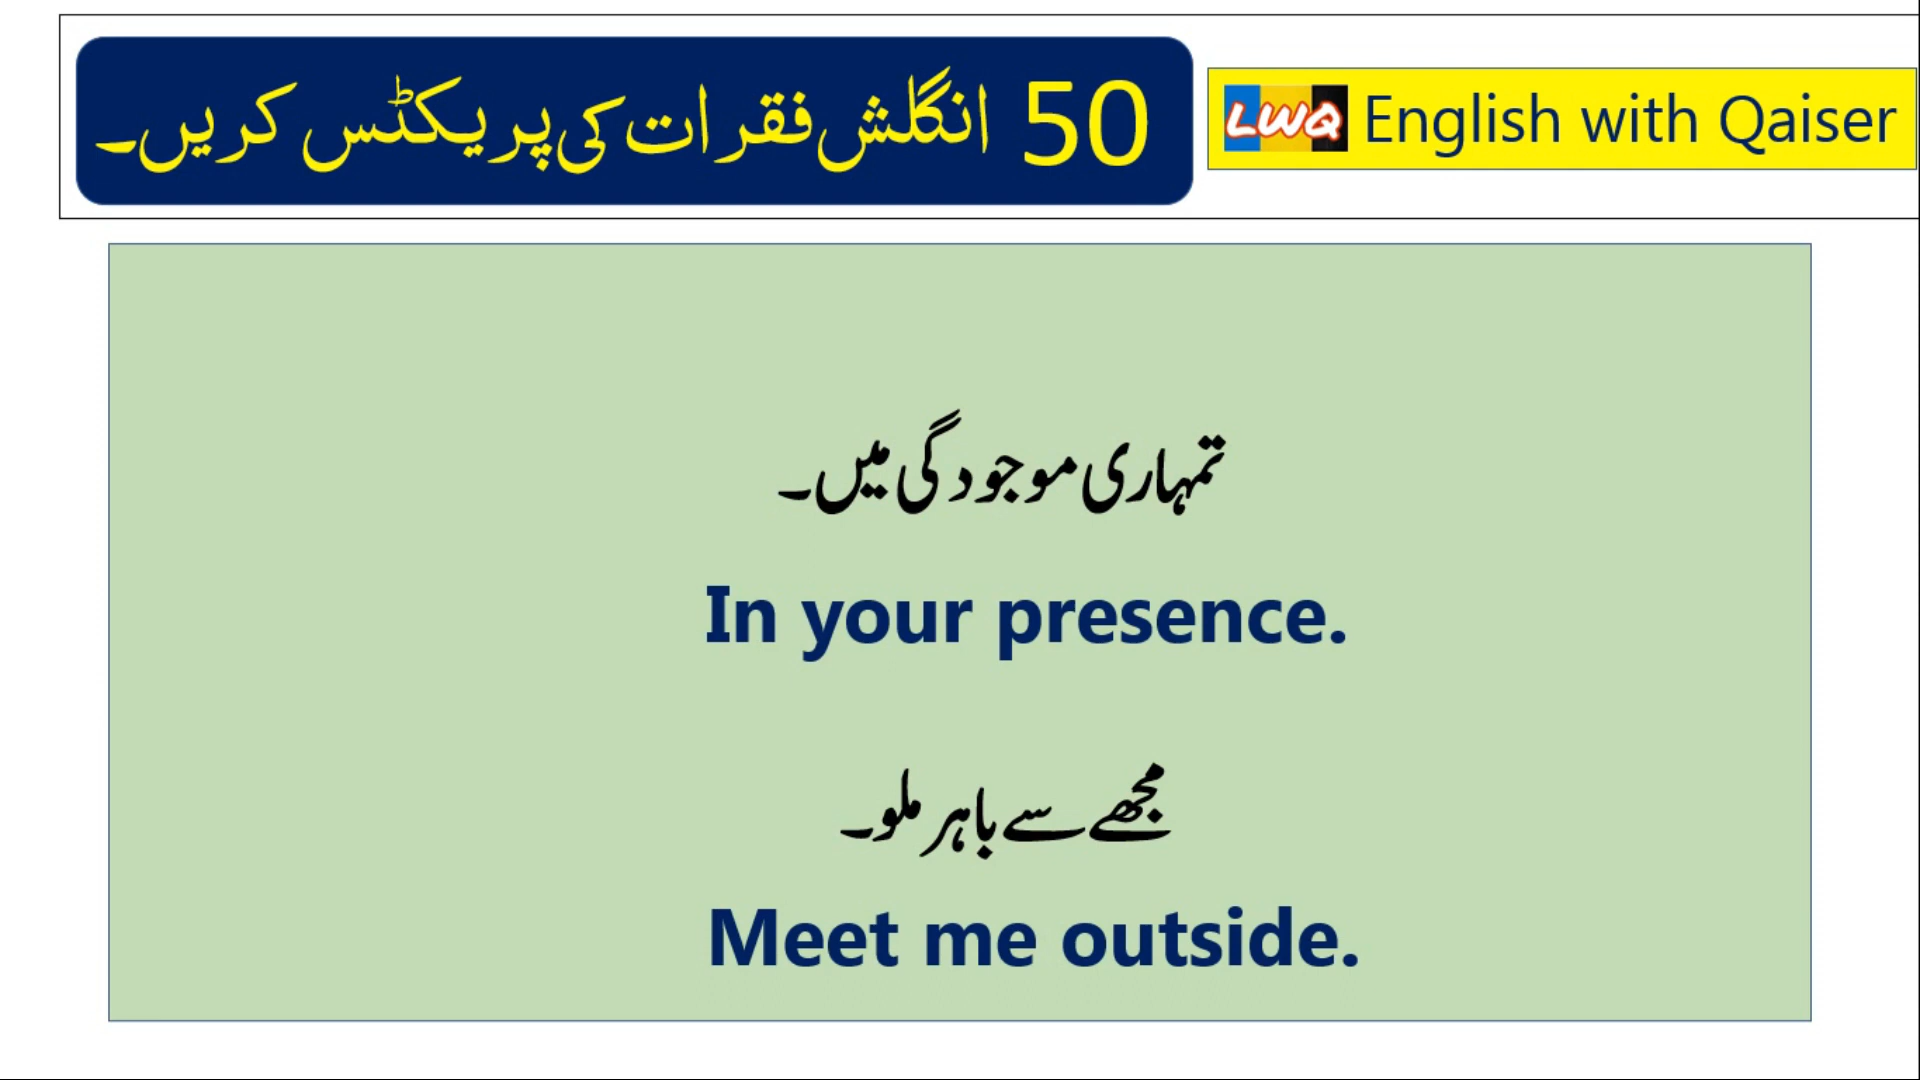 50 انگلش فقرات کی پریکٹس کریں۔
LWQ English with Qaiser
تمہاری موجودگی میں۔
In your presence.
مجھے سے باہر ملو۔
Meet me outside.